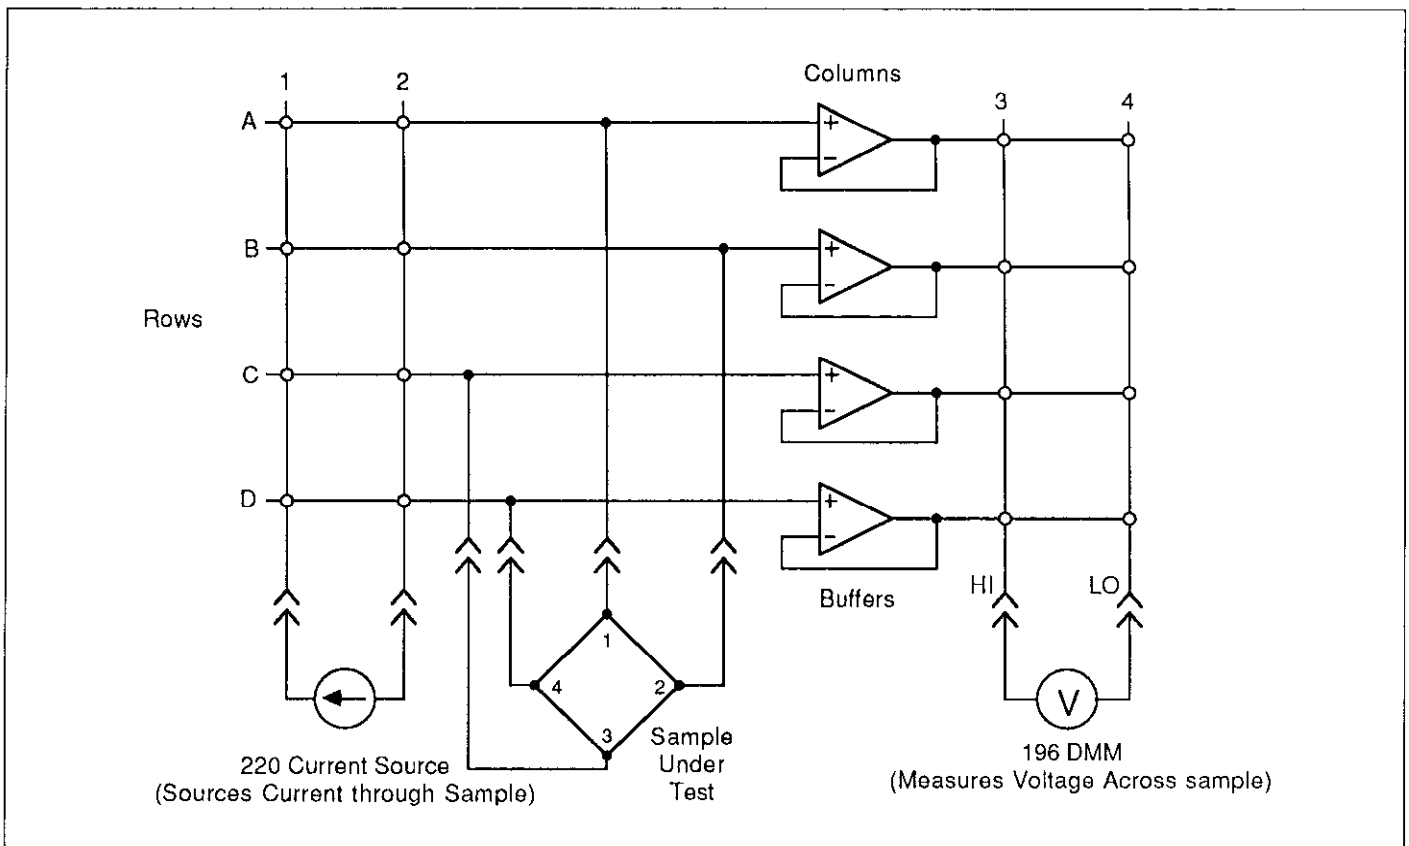 Columns
1
2
3
4
A
+
-
B
+
-
Rows
C
+
-
D
+
-
Buffers
HI
LO
1
4
2
3
V
Sample
Under
Test
220 Current Source
(Sources Current through Sample)
196 DMM
(Measures Voltage Across sample)